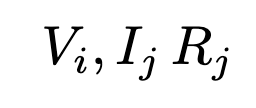 V_i, I_j R_j